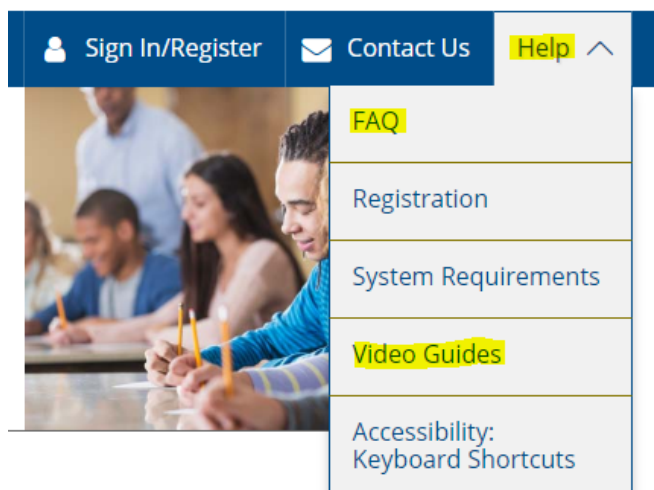 Sign In/Register
Contact Us
Help
FAQ
Registration
System Requirements
Video Guides
Accessibility:
Keyboard Shortcuts